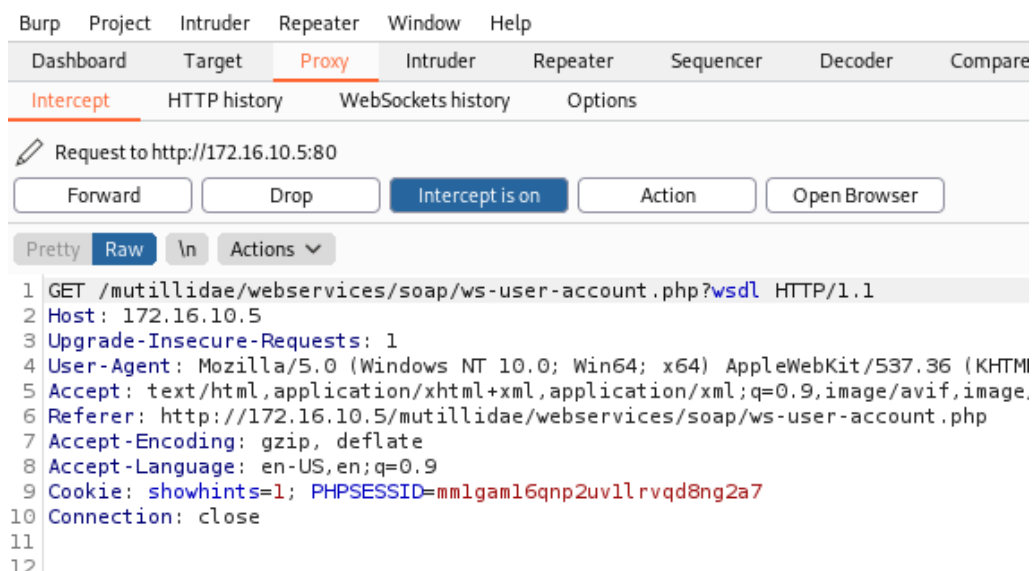 Burp Project Intruder Repeater Window Help
Dashboard Target Proxy Intruder Repeater Sequencer Decoder Compare
Intercept HTTP history WebSockets history Options
Request to http://172.16.10.5:80
Forward Drop Intercept is on Action Open Browser
Pretty Raw \n Actions
1 GET /mutillidae/webservices/soap/ws-user-account.php?wsdl HTTP/1.1
2 Host: 172.16.10.5
3 Upgrade-Insecure-Requests: 1
4 User-Agent: Mozilla/5.0 (Windows NT 10.0; Win64; x64) AppleWebKit/537.36 (KHTM
5 Accept: text/html,application/xhtml+xml,application/xml;q=0.9,image/avif,image,
6 Referer: http://172.16.10.5/mutillidae/webservices/soap/ws-user-account.php
7 Accept-Encoding: gzip, deflate
8 Accept-Language: en-US,en;q=0.9
9 Cookie: showhints=1; PHPSESSID=mm1gam16qnp2uv1lrvqd8ng2a7
10 Connection: close
11
12